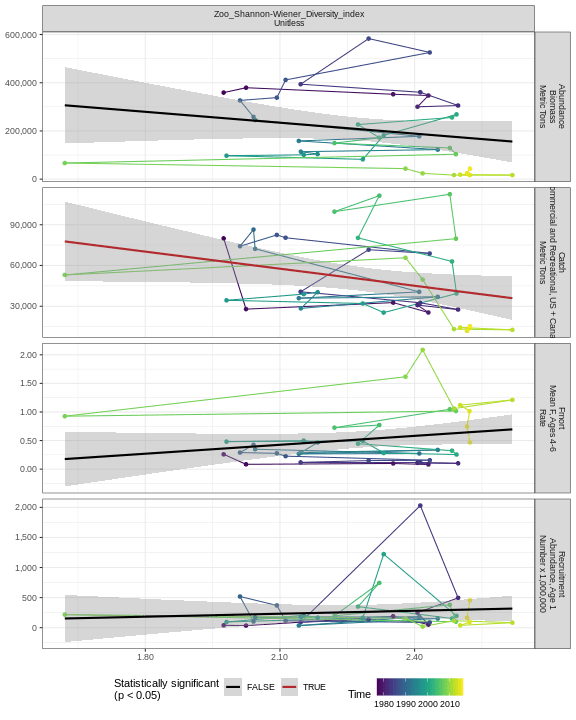 Zoo_Shannon-Wiener_Diversity_index
Unitless
600,000
400,000
200,000
0
Abundance
Biomass
Metric Tons
90,000
60,000
30,000
Catch
ommercial and Recreational, US + Cana
Metric Tons
2.00
1.50
1.00
0.50
0.00
Fmort
Mean F, Ages 4-6
Rate
2,000
1,500
1,000
500
0
Recruitment
Abundance, Age 1
Number x 1,000,000
1.80
2.10
2.40
Statistically significant
(p < 0.05)
FALSE
TRUE
Time
1980 1990 2000 2010